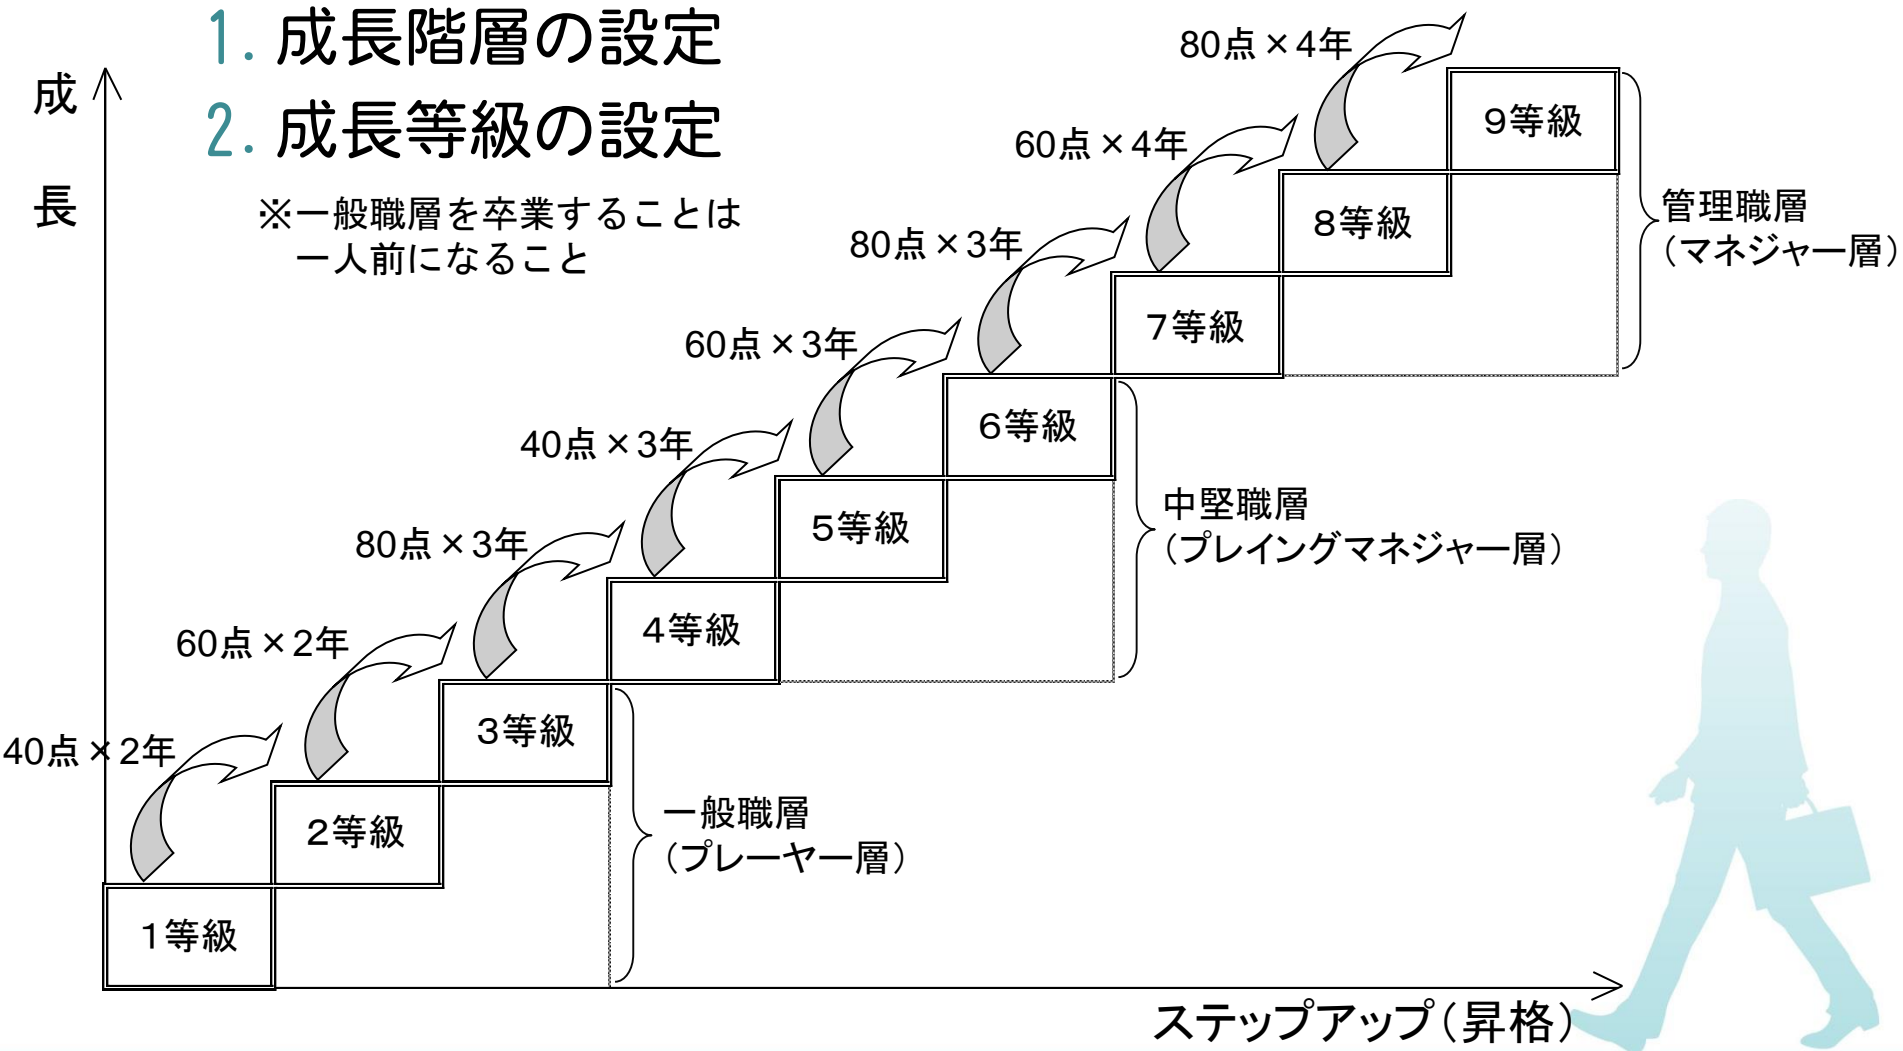 1. 成長階層の設定
2. 成長等級の設定
※一般職層を卒業することは
一人前になること
成
長
80点×4年
9等級
60点×4年
8等級
管理職層
(マネジャー層)
80点×3年
7等級
60点×3年
6等級
40点×3年
5等級
中堅職層
(プレイングマネジャー層)
80点×3年
4等級
60点×2年
3等級
40点×2年
2等級
一般職層
(プレーヤー層)
1等級
ステップアップ(昇格)